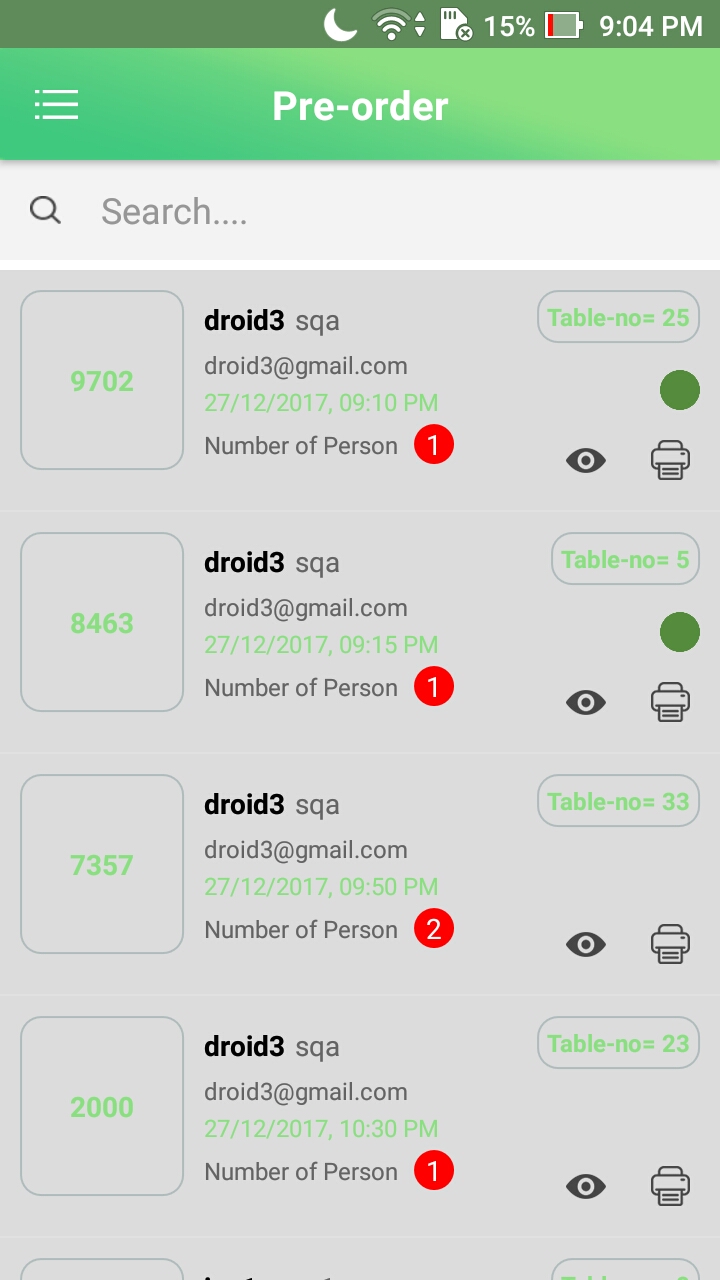 15% 9:04 PM
Pre-order
Search....
9702
droid3 sqa
Table-no= 25
droid3@gmail.com
27/12/2017, 09:10 PM
Number of Person 1
8463
droid3 sqa
Table-no= 5
droid3@gmail.com
27/12/2017, 09:15 PM
Number of Person 1
7357
droid3 sqa
Table-no= 33
droid3@gmail.com
27/12/2017, 09:50 PM
Number of Person 2
2000
droid3 sqa
Table-no= 23
droid3@gmail.com
27/12/2017, 10:30 PM
Number of Person 1